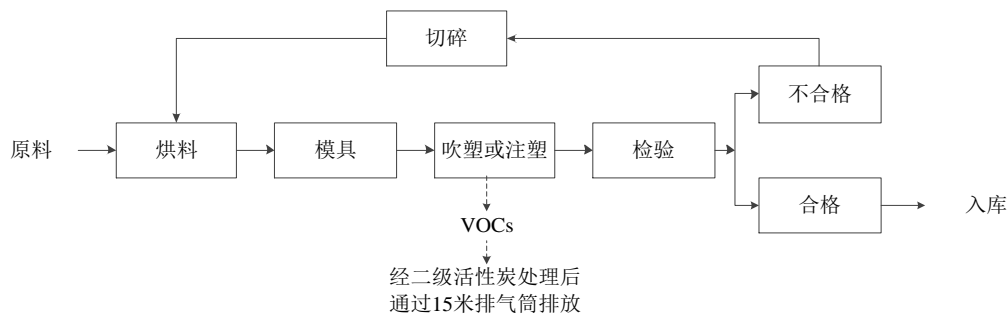 切碎
不合格
原料
烘料
模具
吹塑或注塑
检验
合格
入库
VOCs
经二级活性炭处理后
通过15米排气筒排放